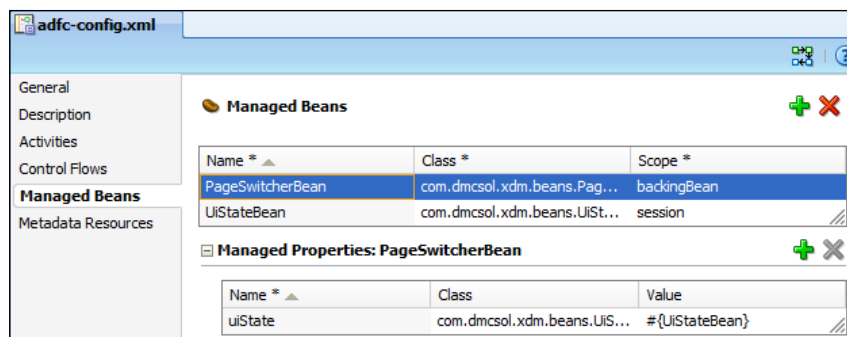 adfc-config.xml
General
Description
Activities
Control Flows
Managed Beans
Metadata Resources
Managed Beans
Name * Class * Scope *
PageSwitcherBean com.dmcsol.xdm.beans.Pag... backingBean
UiStateBean com.dmcsol.xdm.beans.UiSt... session
Managed Properties: PageSwitcherBean
Name * Class Value
uiState com.dmcsol.xdm.beans.UiS... #{UiStateBean}